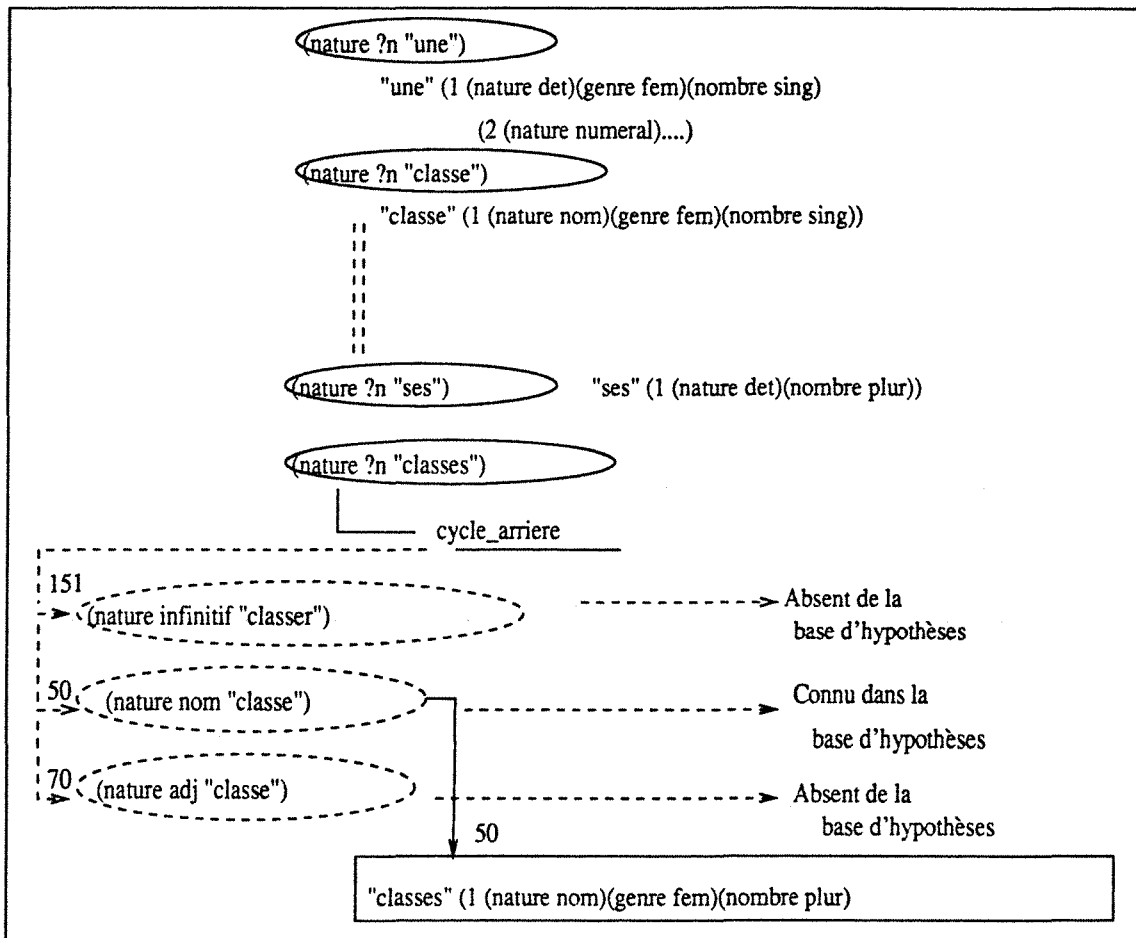 (nature ?n "une")
"une" (1 (nature det)(genre fem)(nombre sing)
(2 (nature numeral)....)
(nature ?n "classe")
"classe" (1 (nature nom)(genre fem)(nombre sing))
(nature ?n "ses")
"ses" (1 (nature det)(nombre plur))
(nature ?n "classes")
cycle_arriere
151
(nature infinitif "classer")
Absent de la
base d'hypothèses
50
(nature nom "classe")
Connu dans la
base d'hypothèses
70
(nature adj "classe")
Absent de la
base d'hypothèses
50
"classes" (1 (nature nom)(genre fem)(nombre plur)